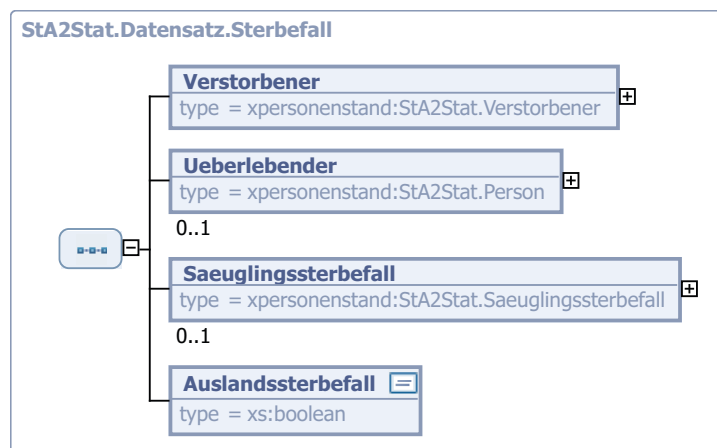 StA2Stat.Datensatz.Sterbefall
Verstorbener
type = xpersonenstand:StA2Stat.Verstorbener
Ueberlebender
type = xpersonenstand:StA2Stat.Person
0..1
Saeuglingssterbefall
type = xpersonenstand:StA2Stat.Saeuglingssterbefall
0..1
Auslandssterbefall
type = xs:boolean